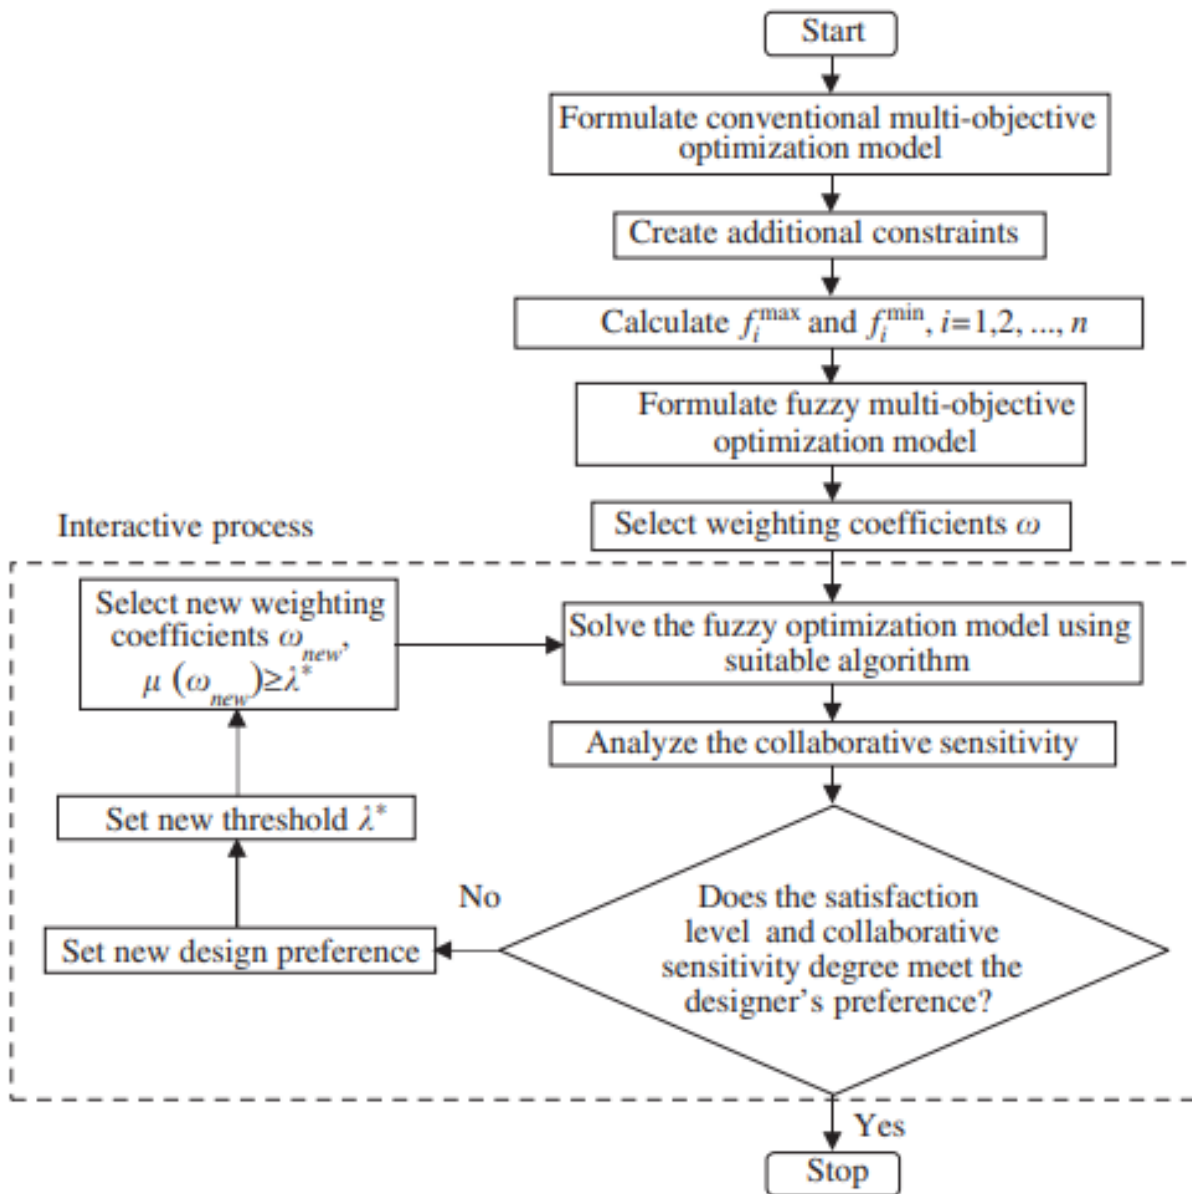 Start
Formulate conventional multi-objective
optimization model
Create additional constraints
Calculate f_i^max and f_i^min, i=1,2, ..., n
Formulate fuzzy multi-objective
optimization model
Select weighting coefficients ω
Interactive process
Select new weighting
coefficients ω_new,
μ (ω_new)≥λ*
Solve the fuzzy optimization model using
suitable algorithm
Analyze the collaborative sensitivity
Set new threshold λ*
No
Does the satisfaction
level and collaborative
sensitivity degree meet the
designer's preference?
Set new design preference
Yes
Stop